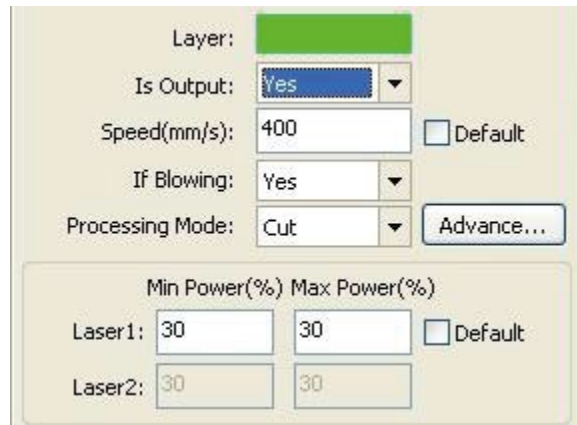 Layer:
Is Output: Yes
Speed(mm/s): 400 Default
If Blowing: Yes
Processing Mode: Cut Advance...
Min Power(%) Max Power(%)
Laser1: 30 30 Default
Laser2: 30 30